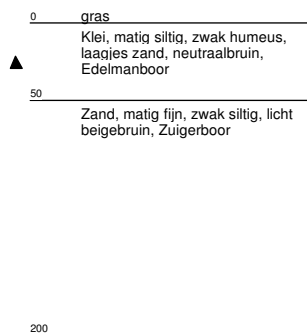 0 gras
Klei, matig siltig, zwak humeus,
laagjes zand, neutraalbruin,
Edelmanboor
50
Zand, matig fijn, zwak siltig, licht
beigebruin, Zuigerboor
200